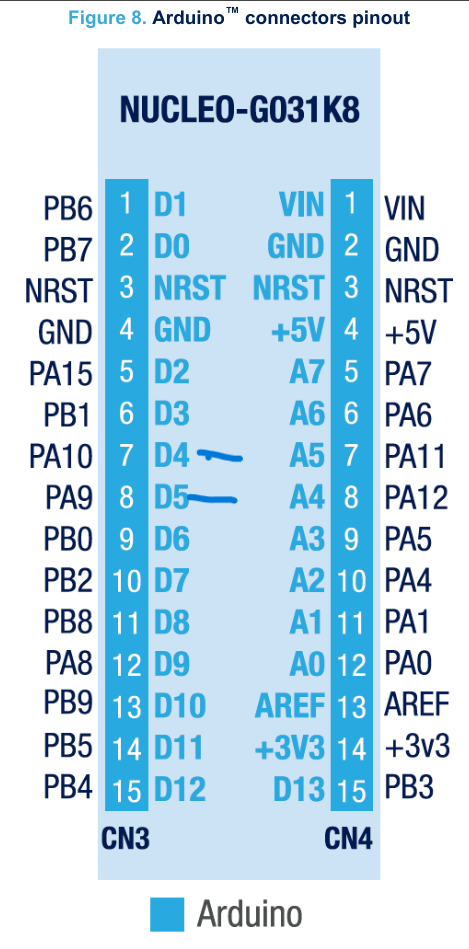 Figure 8. Arduino™ connectors pinout
NUCLEO-G031K8
PB6 1 D1 VIN 1 VIN
PB7 2 D0 GND 2 GND
NRST 3 NRST NRST 3 NRST
GND 4 GND +5V 4 +5V
PA15 5 D2 A7 5 PA7
PB1 6 D3 A6 6 PA6
PA10 7 D4 A5 7 PA11
PA9 8 D5 A4 8 PA12
PB0 9 D6 A3 9 PA5
PB2 10 D7 A2 10 PA4
PB8 11 D8 A1 11 PA1
PA8 12 D9 A0 12 PA0
PB9 13 D10 AREF 13 AREF
PB5 14 D11 +3V3 14 +3v3
PB4 15 D12 D13 15 PB3
CN3 CN4
Arduino